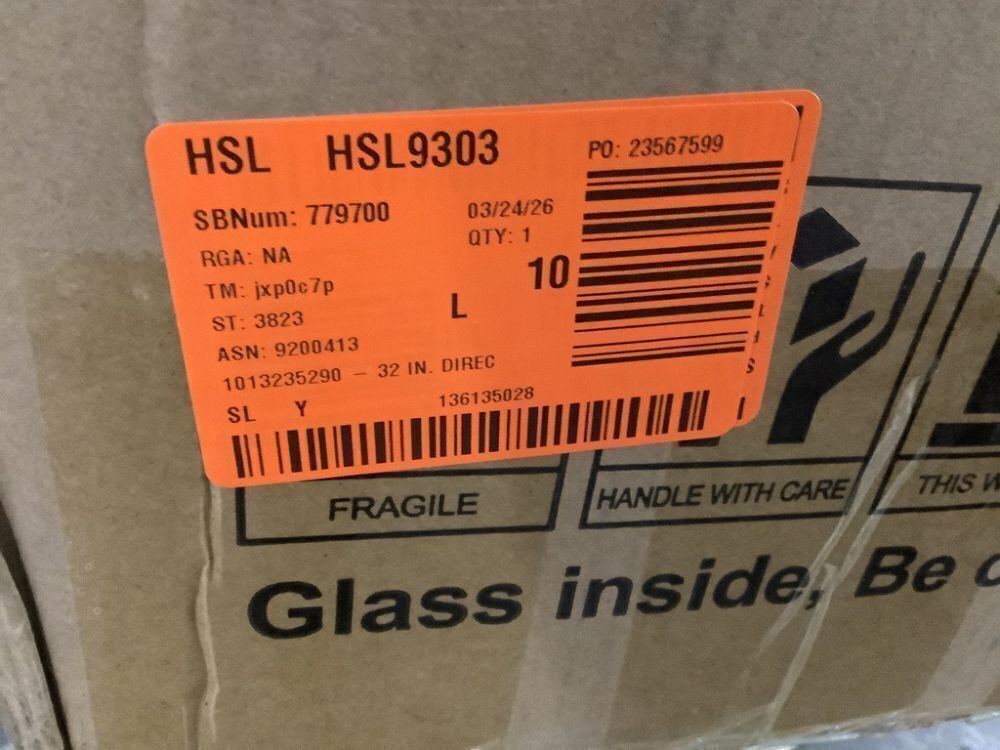 HSL HSL9303
PO: 23567599
SBNum: 779700
03/24/26
QTY: 1
RGA: NA
10
TM: jxp0c7p
L
ST: 3823
ASN: 9200413
1013235290 – 32 IN. DIREC
SL Y
136135028
FRAGILE
HANDLE WITH CARE
THIS
Glass inside, Be